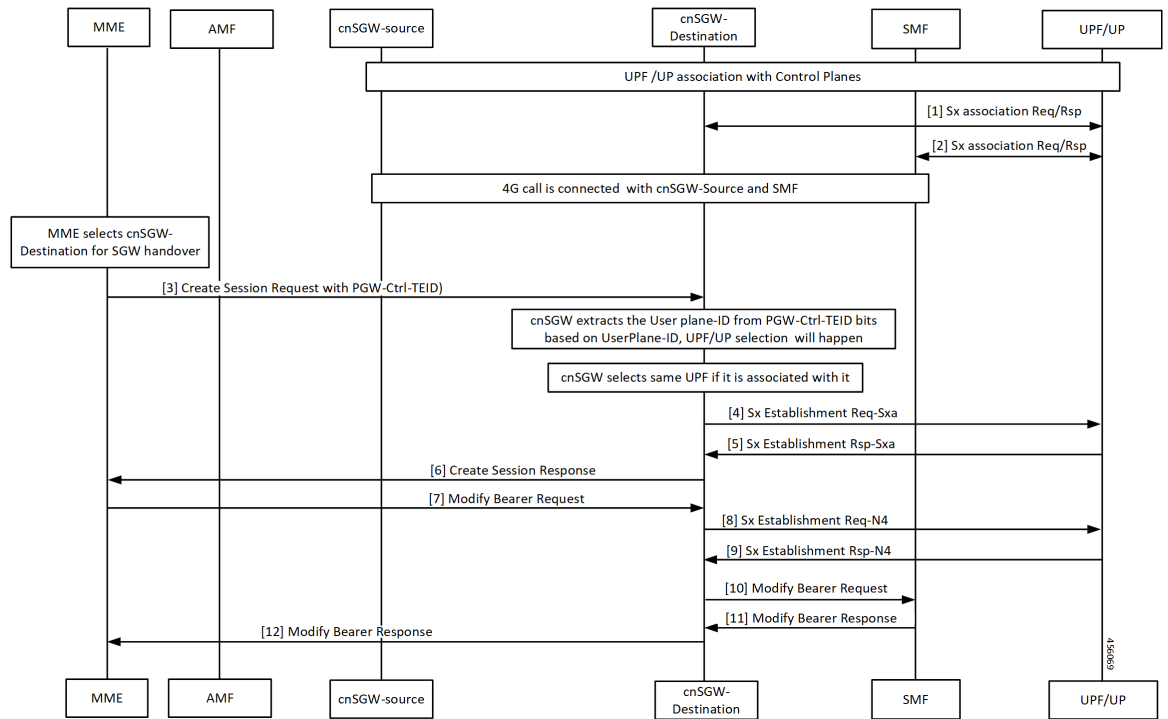 MME
AMF
cnSGW-source
cnSGW-
Destination
SMF
UPF/UP
UPF /UP association with Control Planes
[1] Sx association Req/Rsp
[2] Sx association Req/Rsp
4G call is connected with cnSGW-Source and SMF
MME selects cnSGW-
Destination for SGW handover
[3] Create Session Request with PGW-Ctrl-TEID)
cnSGW extracts the User plane-ID from PGW-Ctrl-TEID bits
based on UserPlane-ID, UPF/UP selection will happen
cnSGW selects same UPF if it is associated with it
[4] Sx Establishment Req-Sxa
[5] Sx Establishment Rsp-Sxa
[6] Create Session Response
[7] Modify Bearer Request
[8] Sx Establishment Req-N4
[9] Sx Establishment Rsp-N4
[10] Modify Bearer Request
[11] Modify Bearer Response
[12] Modify Bearer Response
456069
MME
AMF
cnSGW-source
cnSGW-
Destination
SMF
UPF/UP